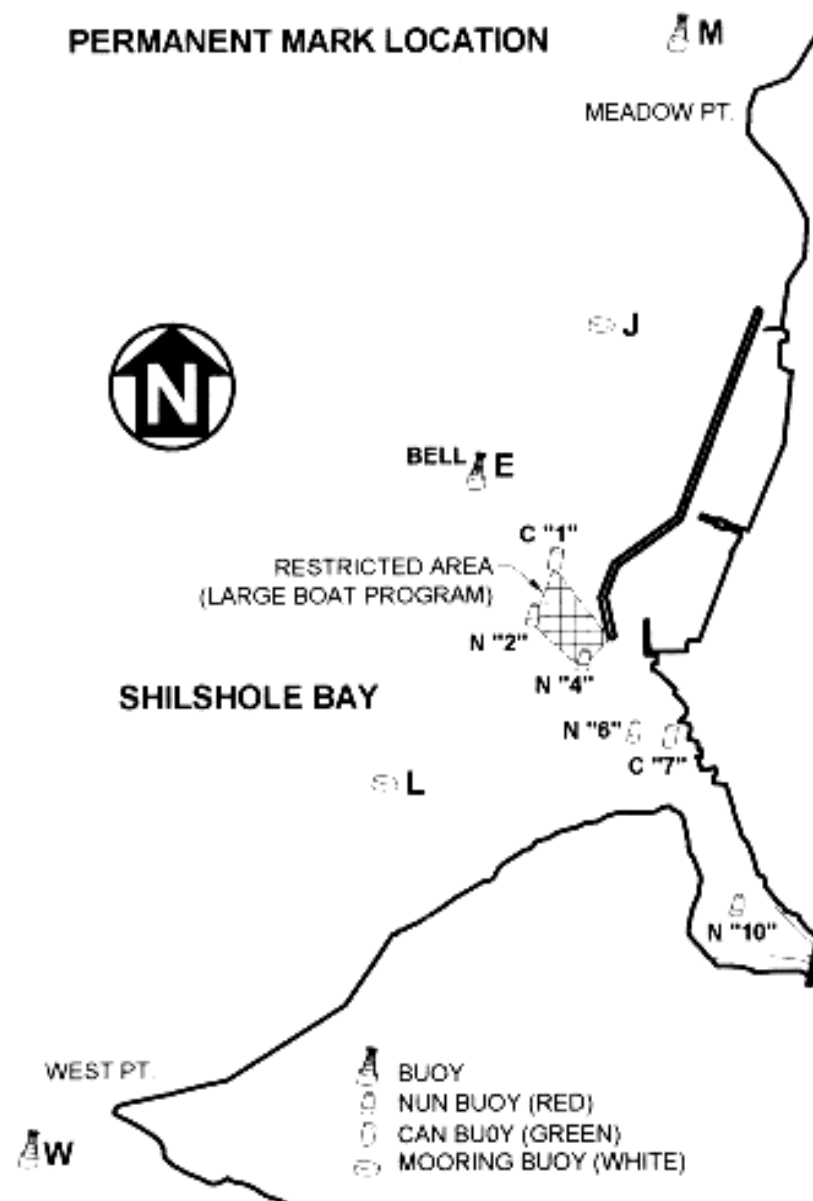 PERMANENT MARK LOCATION
M
MEADOW PT.
J
N
BELL
E
C "1"
RESTRICTED AREA
(LARGE BOAT PROGRAM)
N "2"
N "4"
SHILSHOLE BAY
N "6"
C "7"
L
N "10"
WEST PT.
W
BUOY
NUN BUOY (RED)
CAN BUOY (GREEN)
MOORING BUOY (WHITE)